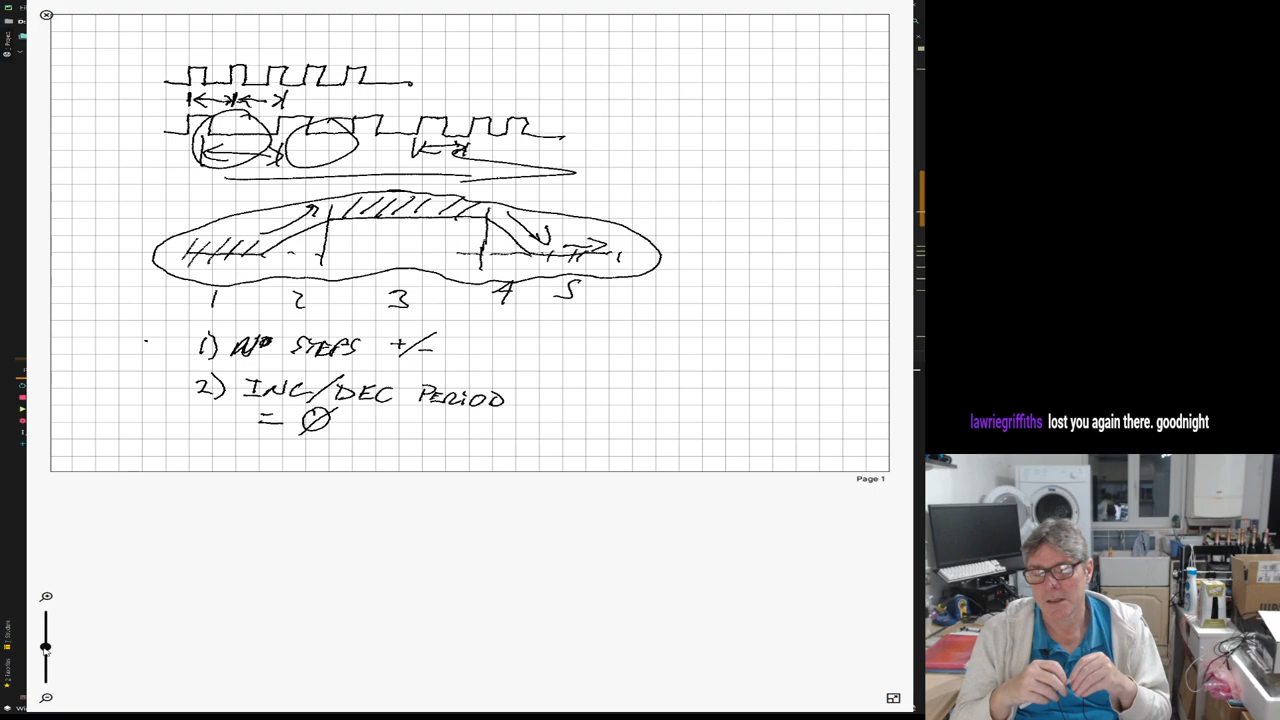 1 2 3 4 5
1) NO STEPS +/-
2) INC/DEC PERIOD
= 0
Page 1
lawriegriffiths lost you again there. goodnight